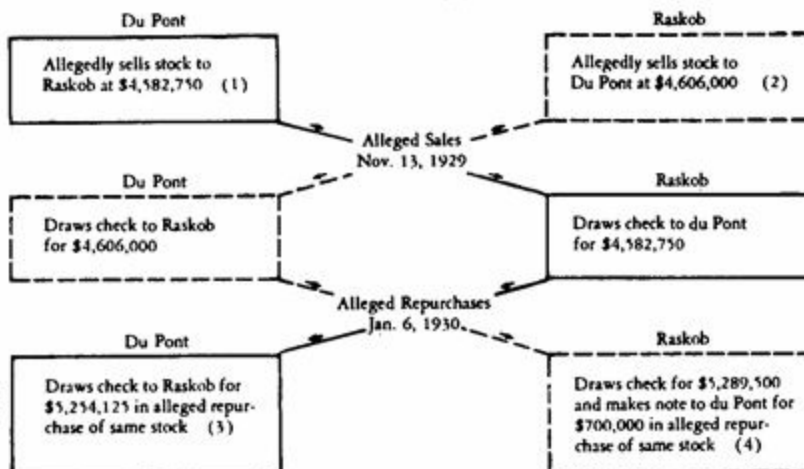 Du Pont
Allegedly sells stock to
Raskob at $4,582,750 (1)
Raskob
Allegedly sells stock to
Du Pont at $4,606,000 (2)
Alleged Sales
Nov. 13, 1929
Du Pont
Draws check to Raskob
for $4,606,000
Raskob
Draws check to du Pont
for $4,582,750
Alleged Repurchases
Jan. 6, 1930
Du Pont
Draws check to Raskob for
$5,254,125 in alleged repur-
chase of same stock (3)
Raskob
Draws check for $5,289,500
and makes note to du Pont for
$700,000 in alleged repur-
chase of same stock (4)